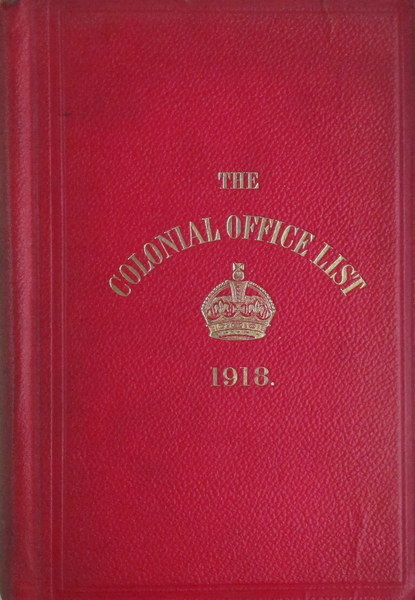 THE
COLONIAL OFFICE LIST
1918.